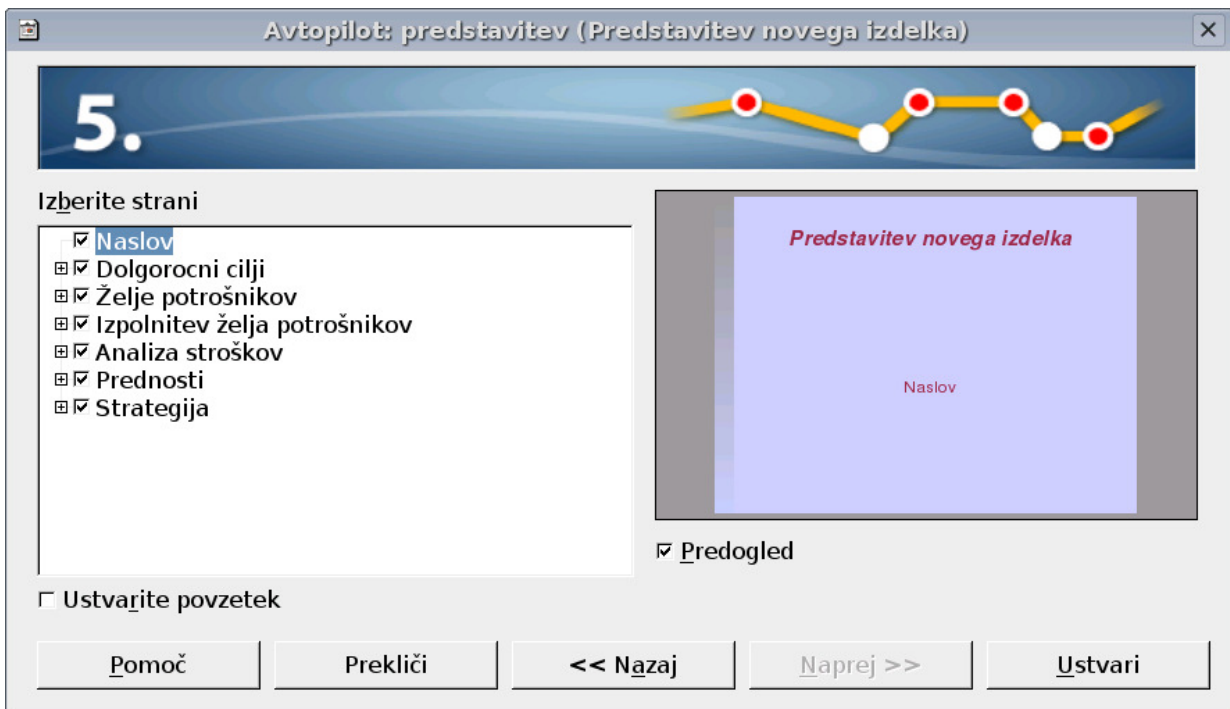 Avtopilot: predstavitev (Predstavitev novega izdelka)
5.
Izberite strani
Naslov
Dolgorocni cilji
Želje potrošnikov
Izpolnitev želja potrošnikov
Analiza stroškov
Prednosti
Strategija
Predstavitev novega izdelka
Naslov
Predogled
Ustvarite povzetek
Pomoč
Prekliči
<< Nazaj
Naprej >>
Ustvari